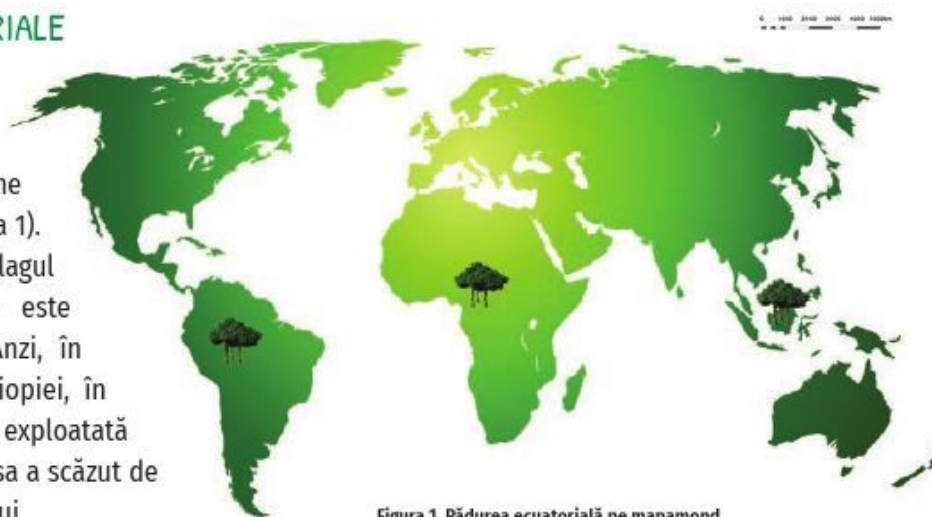 RIALE
ne
a 1).
lagul
este
Anzi, în
iopiei, în
exploatată
sa a scăzut de
ui
Figura 1. Pădurea ecuatorială pe mapamond